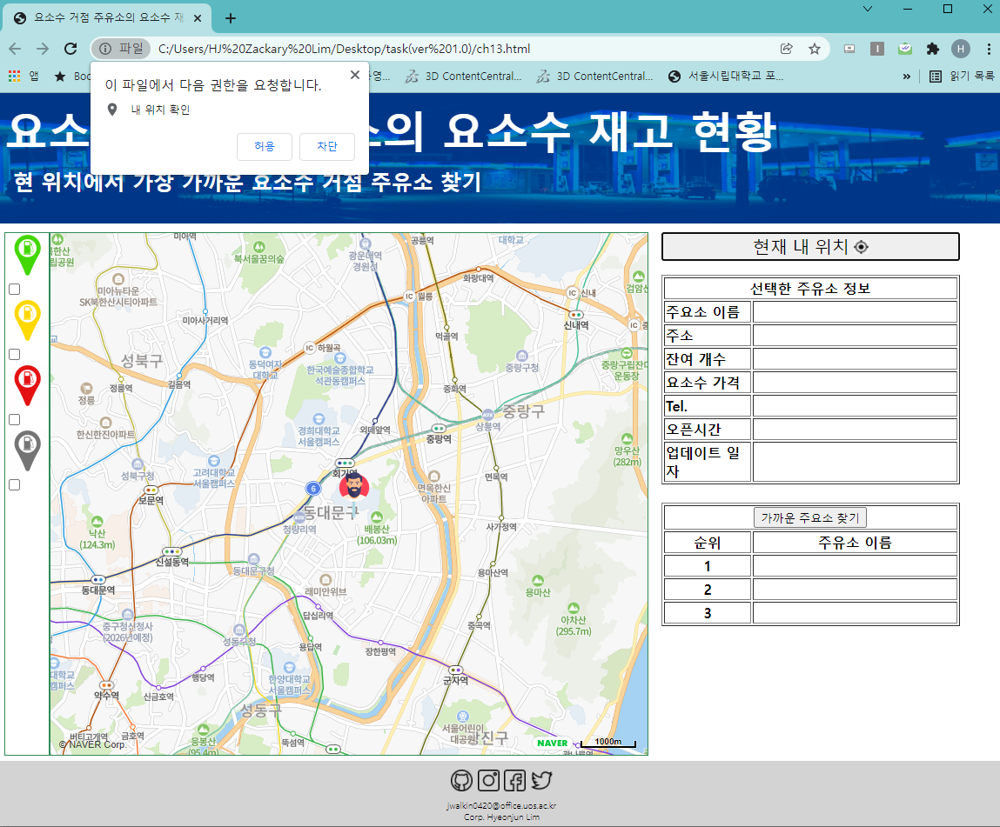 요소수 거점 주유소의 요소수 재
파일
C:/Users/HJ%20Zackary%20Lim/Desktop/task(ver%201.0)/ch13.html
H
앱
Boo
3D ContentCentral...
3D ContentCentral...
서울시립대학교 포...
»
읽기 목록
이 파일에서 다음 권한을 요청합니다.
내 위치 확인
허용
차단
요소
의 요소수 재고 현황
현 위치에서 가장 가까운 요소수 거점 주유소 찾기
미아역
북서울꿈의숲
광운대역
경원선
공릉역
대학교
북한산
립공원
미아뉴타운
SK북한산시티아파트
미아사거리역
IC 월릉
화랑대역
IC 신내
신내역
검암산
IC 중
먹골역
IC 하월곡
성북구
정릉역
길음역
동덕여자
대학교
한국예술종합학교
석관동캠퍼스
중랑구청
중랑구립잔디
운동장
정릉
중화역
한신한진아파트
경희대학교
서울캠퍼스
외대앞역
중랑역
상봉역
중랑구
망우산
(282m)
성북구청
고려대학교
서울캠퍼스
회기역
6
면목한신
아파트
면목역
보문역
동대문구
청량리역
배봉산
(106.03m)
사가정역
낙산
(124.3m)
신설동역
동대문구청
래미안위브
용마산역
용마산
동대문역
중구청신청사
(2026년예정)
답십리역
중곡역
아차산
(295.7m)
성동구청
용답역
장한평역
대학교
캠퍼스
행당역
한양대학교
서울캠퍼스
군자역
약수역
신금호역
성동구
서울어린이
대공원
광진구
버티고개역
금호역
응봉산
(95.4m)
뚝섬역
광나루역
© NAVER Corp.
NAVER
1000m
현재 내 위치
선택한 주유소 정보
주요소 이름
주소
잔여 개수
요소수 가격
Tel.
오픈시간
업데이트 일
자
가까운 주요소 찾기
순위
주유소 이름
1
2
3
jwalkin0420@office.uos.ac.kr
Corp. Hyeonjun Lim